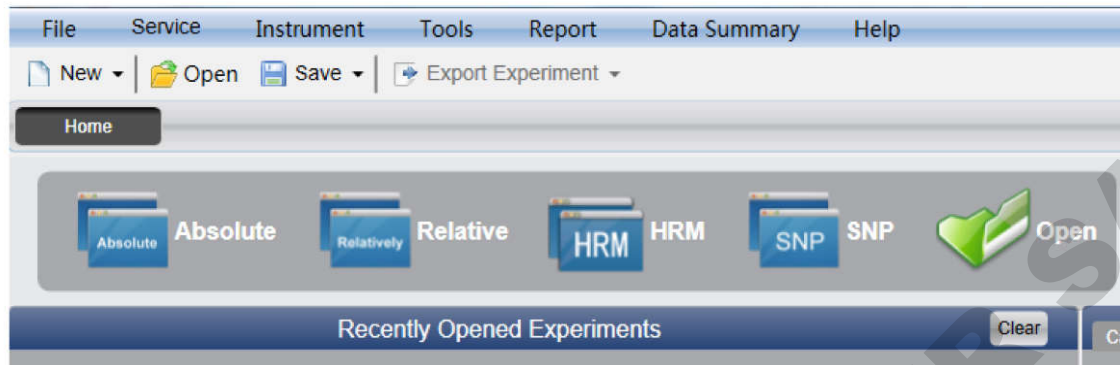 File Service Instrument Tools Report Data Summary Help
New Open Save Export Experiment
Home
Absolute Absolute Relatively Relative HRM HRM SNP SNP Open
Recently Opened Experiments Clear